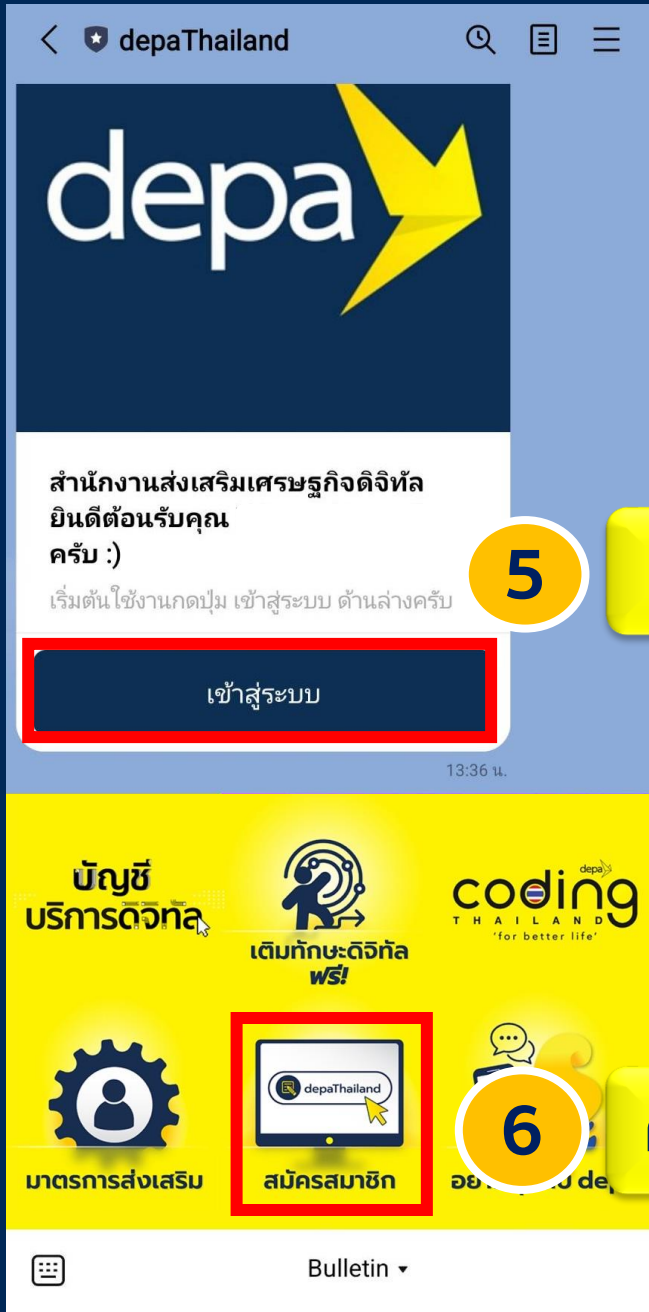 depaThailand
depa
สำนักงานส่งเสริมเศรษฐกิจดิจิทัล
ยินดีต้อนรับคุณ
ครับ :)
เริ่มต้นใช้งานกดปุ่ม เข้าสู่ระบบ ด้านล่างครับ
5
เข้าสู่ระบบ
13:36 น.
บัญชี
บริการดิจิทัล
เติมทักษะดิจิทัล
ฟรี!
depa
coding
THAILAND
'for better life'
มาตรการส่งเสริม
depaThailand
สมัครสมาชิก
6
Bulletin